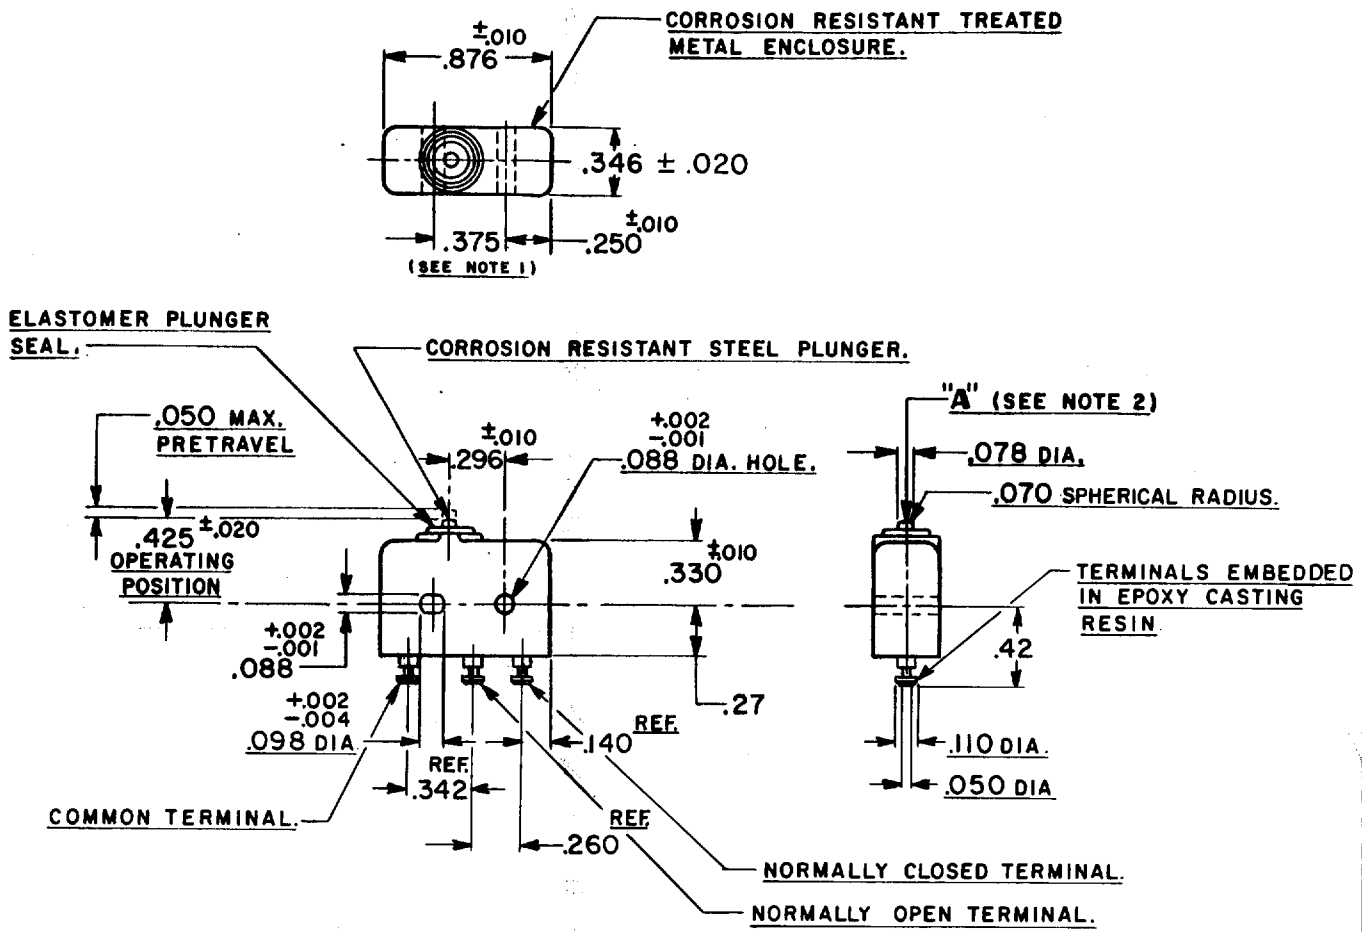 ±.010
.876
CORROSION RESISTANT TREATED
METAL ENCLOSURE.
.346 ± .020
±.010
.375
.250
(SEE NOTE 1)
ELASTOMER PLUNGER
SEAL.
CORROSION RESISTANT STEEL PLUNGER.
"A" (SEE NOTE 2)
.050 MAX.
PRETRAVEL
±.010
.296
+.002
-.001
.088 DIA. HOLE.
.078 DIA.
.070 SPHERICAL RADIUS.
.425 ±.020
OPERATING
POSITION
±.010
.330
TERMINALS EMBEDDED
IN EPOXY CASTING
RESIN
+.002
-.001
.088
.42
+.002
-.004
.098 DIA
.27
REF.
.140
.110 DIA.
REF.
.342
.050 DIA
COMMON TERMINAL.
REF.
.260
NORMALLY CLOSED TERMINAL.
NORMALLY OPEN TERMINAL.